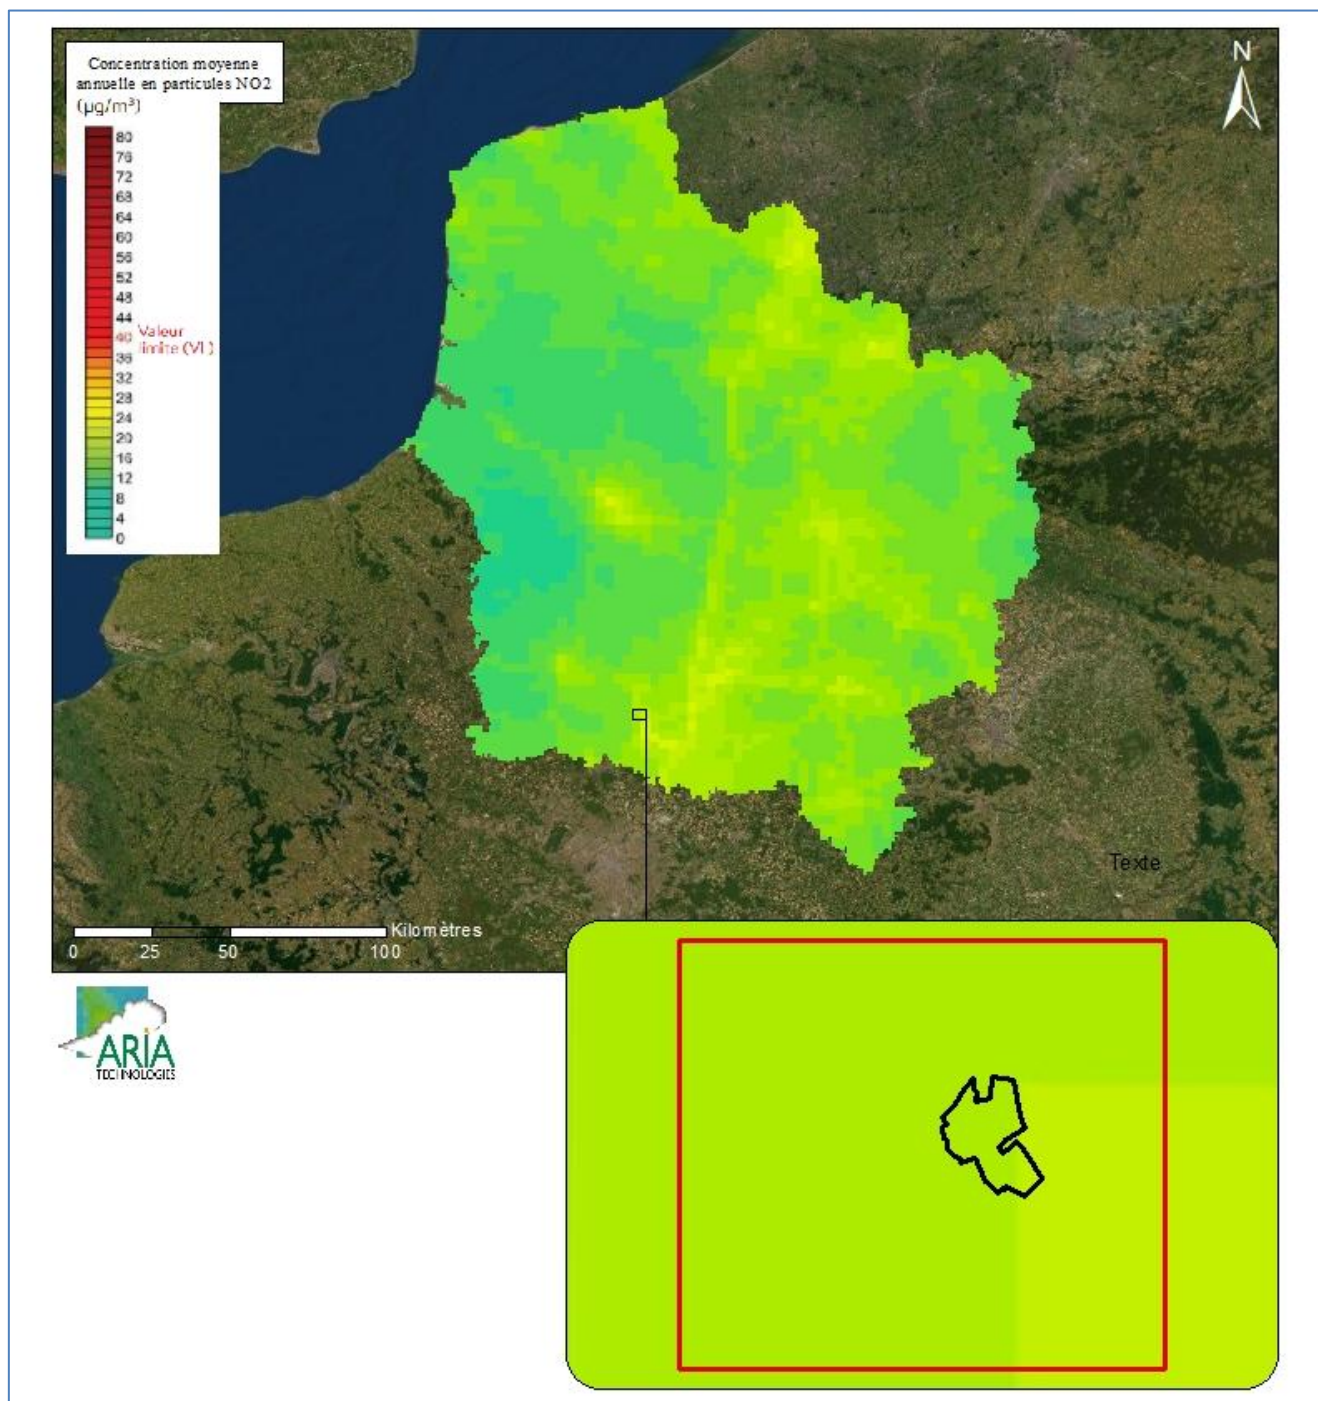 Concentration moyenne
annuelle en particules NO2
(µg/m³)
80
76
72
68
64
60
56
52
48
44
40
Valeur
limite (VL)
36
32
28
24
20
16
12
8
4
0
N
Texte
Kilomètres
0 25 50 100
ARIA
TECHNOLOGIES